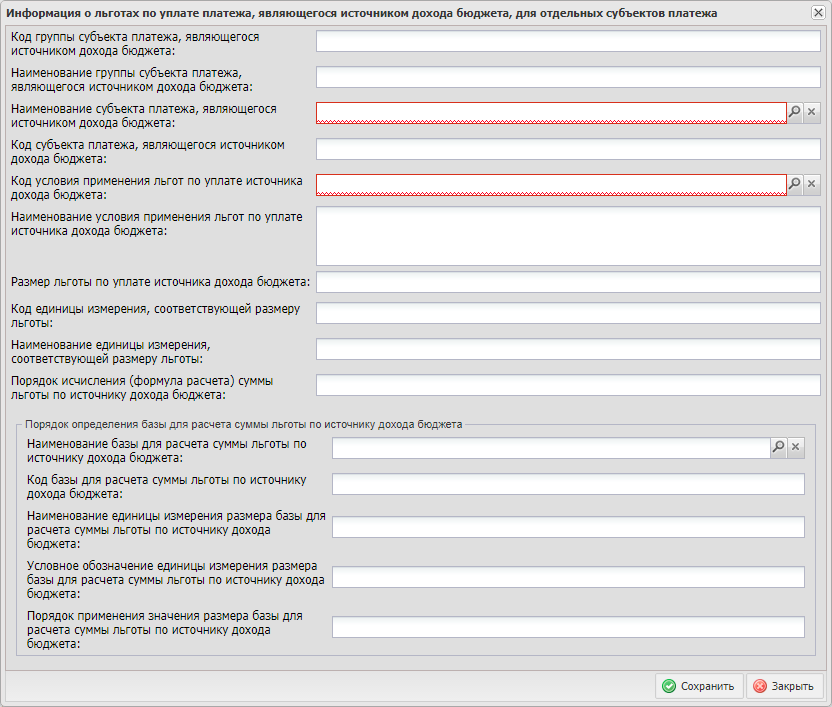 Информация о льготах по уплате платежа, являющегося источником дохода бюджета, для отдельных субъектов платежа
Код группы субъекта платежа, являющегося
источником дохода бюджета:
Наименование группы субъекта платежа,
являющегося источником дохода бюджета:
Наименование субъекта платежа, являющегося
источником дохода бюджета:
Код субъекта платежа, являющегося источником
дохода бюджета:
Код условия применения льгот по уплате источника
дохода бюджета:
Наименование условия применения льгот по уплате
источника дохода бюджета:
Размер льготы по уплате источника дохода бюджета:
Код единицы измерения, соответствующей размеру
льготы:
Наименование единицы измерения,
соответствующей размеру льготы:
Порядок исчисления (формула расчета) суммы
льготы по источнику дохода бюджета:
Порядок определения базы для расчета суммы льготы по источнику дохода бюджета
Наименование базы для расчета суммы льготы по
источнику дохода бюджета:
Код базы для расчета суммы льготы по источнику
дохода бюджета:
Наименование единицы измерения размера базы для
расчета суммы льготы по источнику дохода
бюджета:
Условное обозначение единицы измерения размера
базы для расчета суммы льготы по источнику дохода
бюджета:
Порядок применения значения размера базы для
расчета суммы льготы по источнику дохода
бюджета:
Сохранить
Закрыть